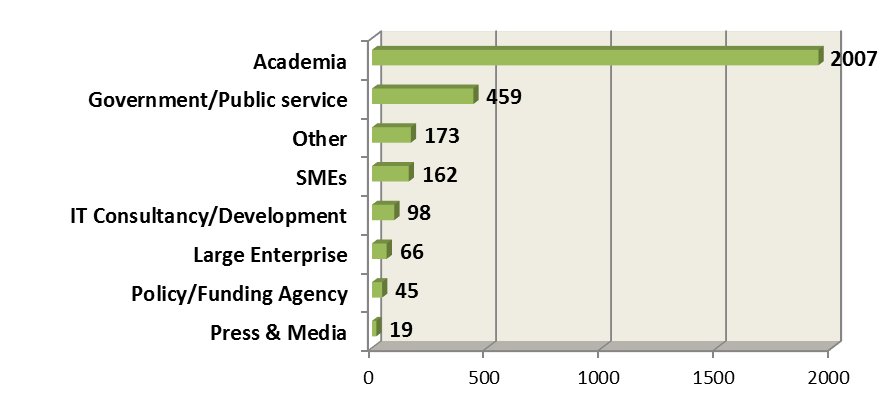 Academia 2007
Government/Public service 459
Other 173
SMEs 162
IT Consultancy/Development 98
Large Enterprise 66
Policy/Funding Agency 45
Press & Media 19
0 500 1000 1500 2000